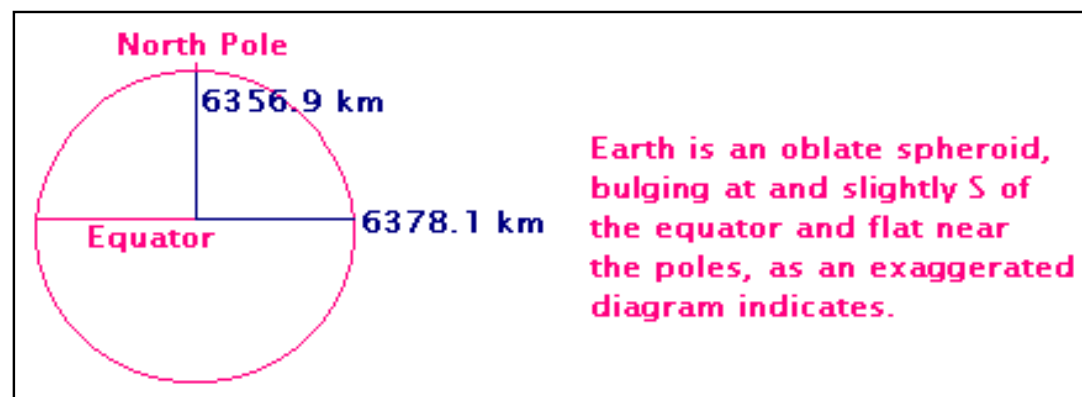 North Pole
6356.9 km
6378.1 km
Equator
Earth is an oblate spheroid,
bulging at and slightly S of
the equator and flat near
the poles, as an exaggerated
diagram indicates.